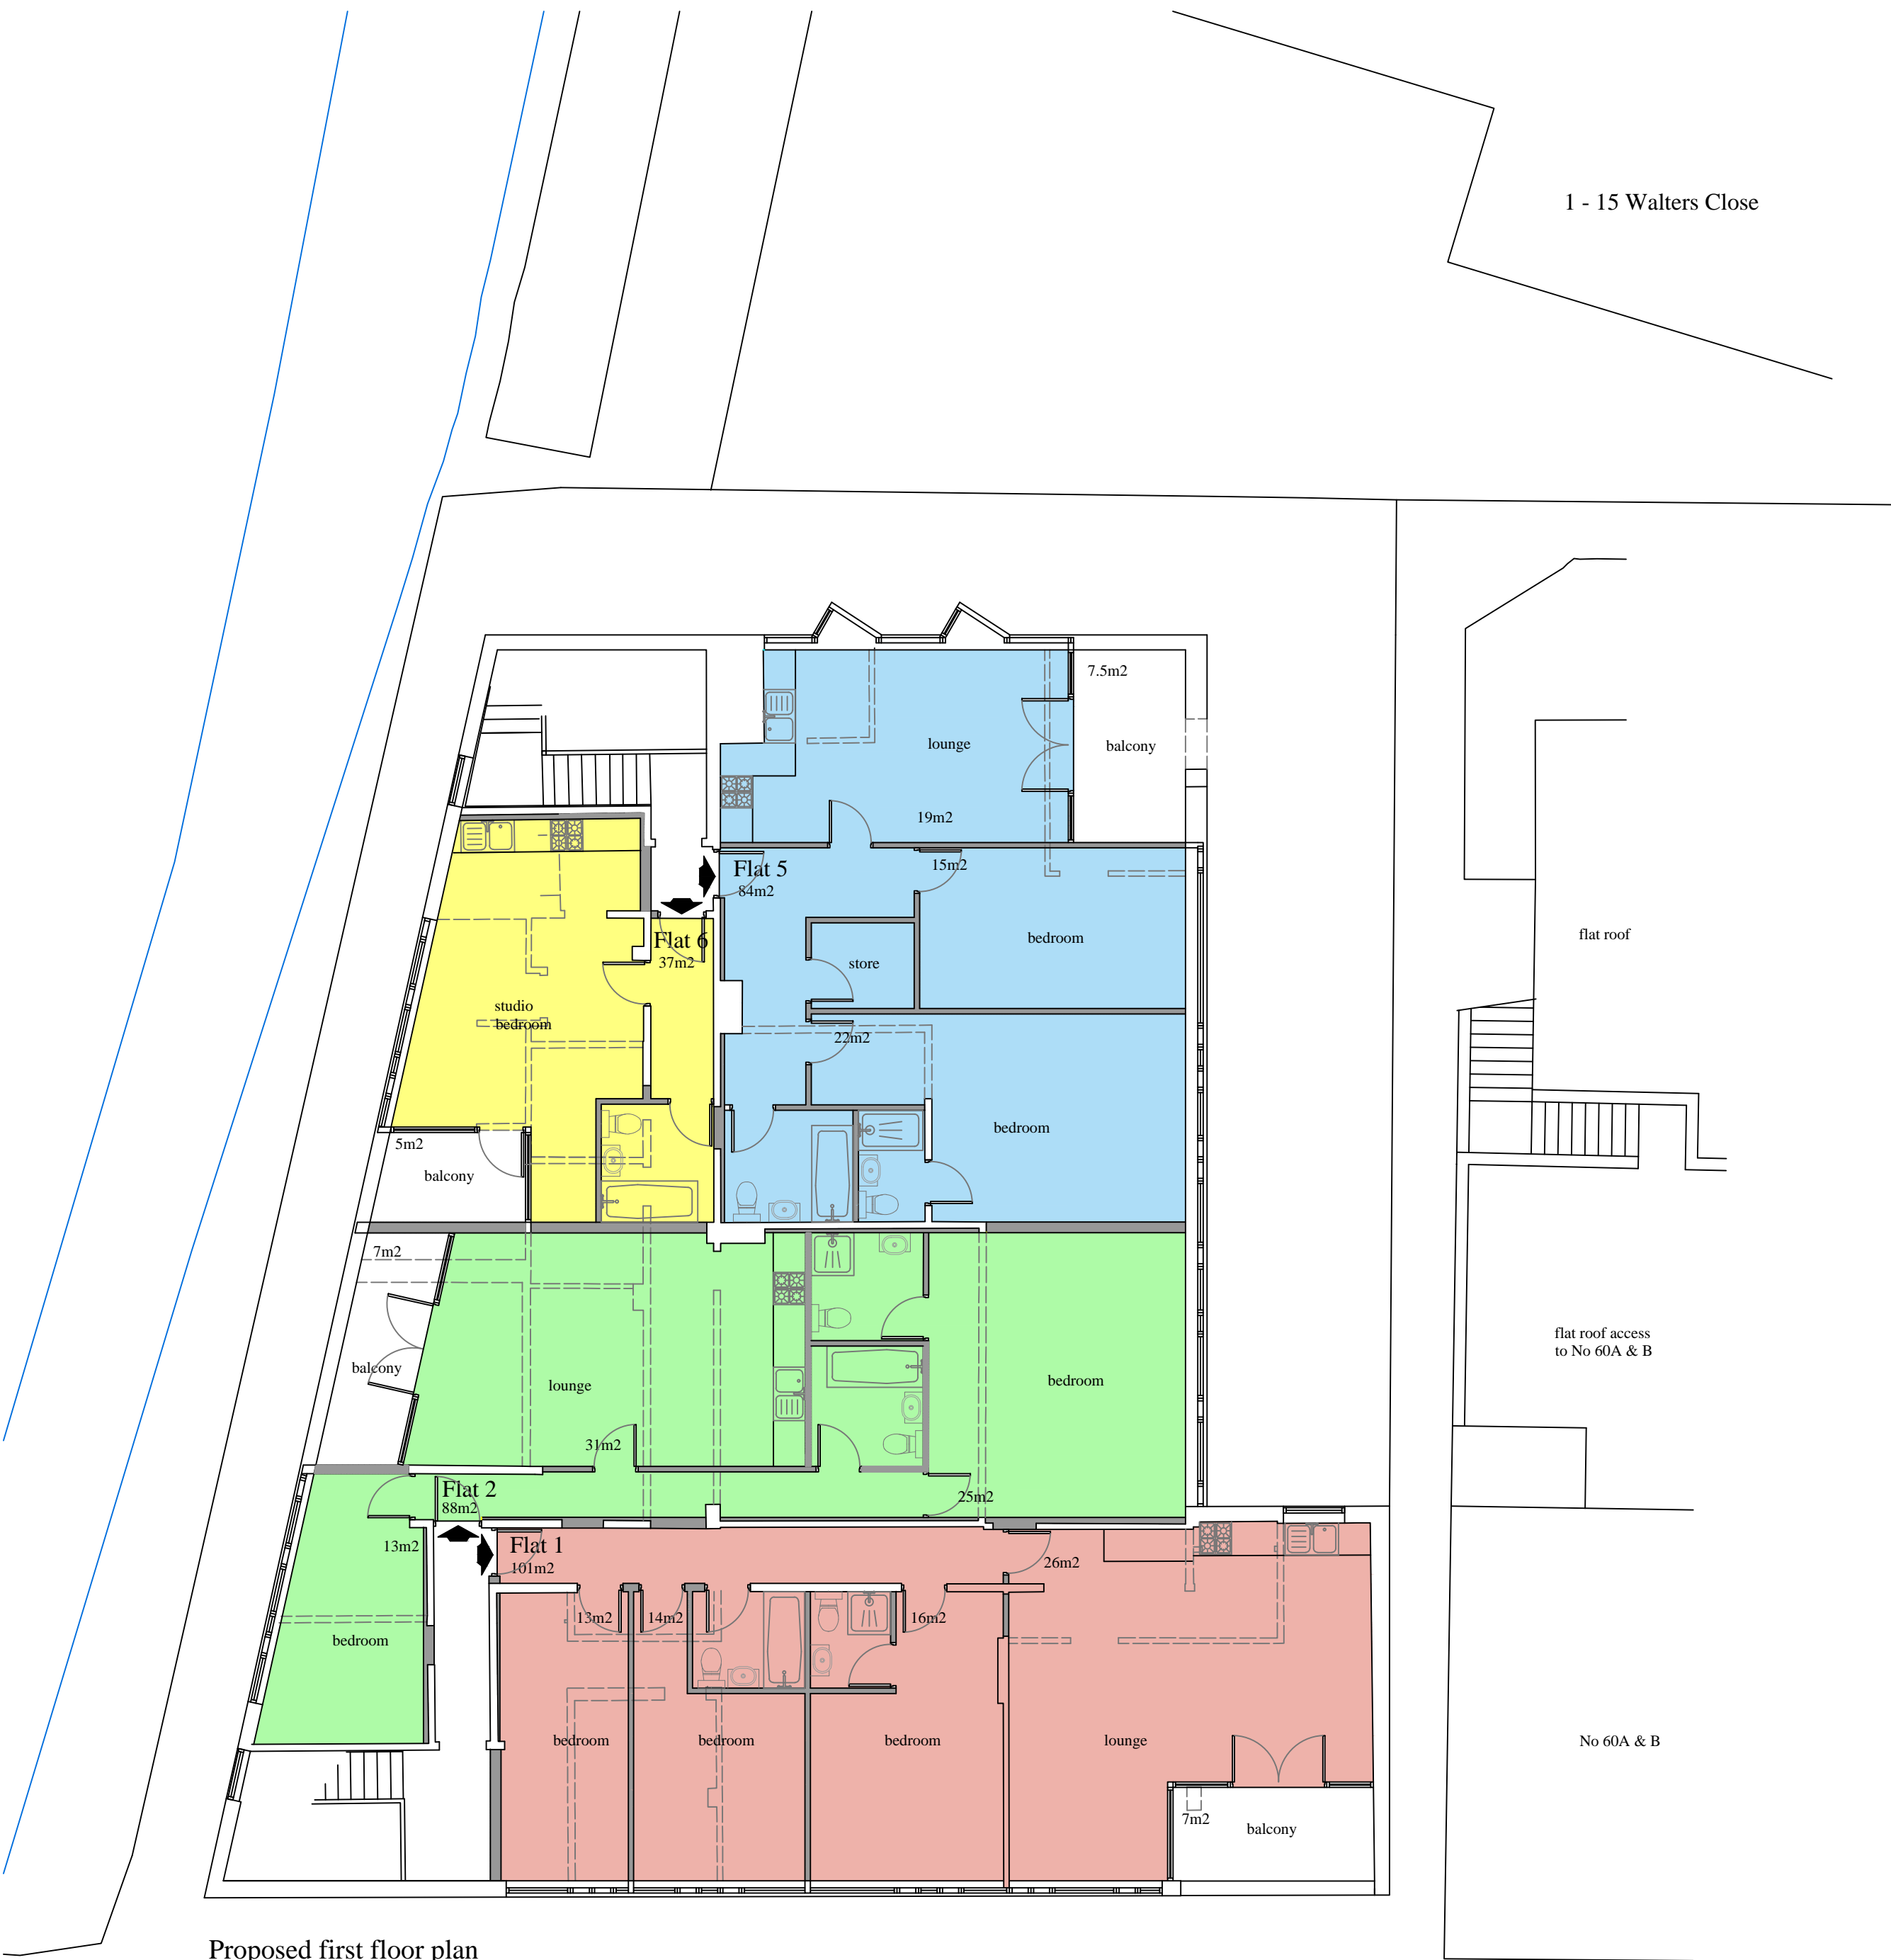 1 - 15 Walters Close
7.5m2
lounge
balcony
19m2
Flat 5
84m2
15m2
bedroom
flat roof
Flat 6
37m2
store
studio
bedroom
22m2
bedroom
5m2
balcony
7m2
balcony
lounge
bedroom
flat roof access
to No 60A & B
31m2
Flat 2
88m2
25m2
13m2
Flat 1
101m2
26m2
13m2
14m2
16m2
bedroom
bedroom
bedroom
bedroom
lounge
No 60A & B
7m2
balcony
Proposed first floor plan